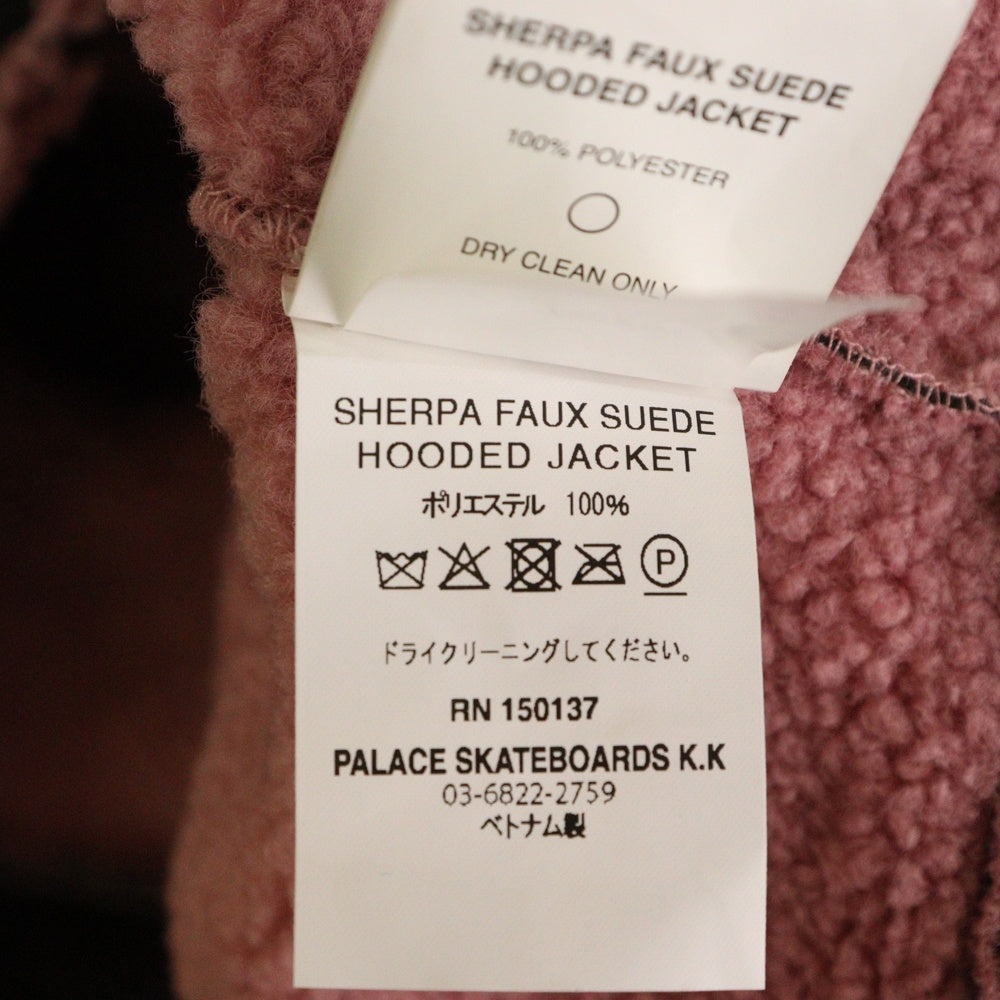 SHERPA FAUX SUEDE
HOODED JACKET
100% POLYESTER
DRY CLEAN ONLY
SHERPA FAUX SUEDE
HOODED JACKET
ポリエステル 100%
P
ドライクリーニングしてください。
RN 150137
PALACE SKATEBOARDS K.K
03-6822-2759
ベトナム製